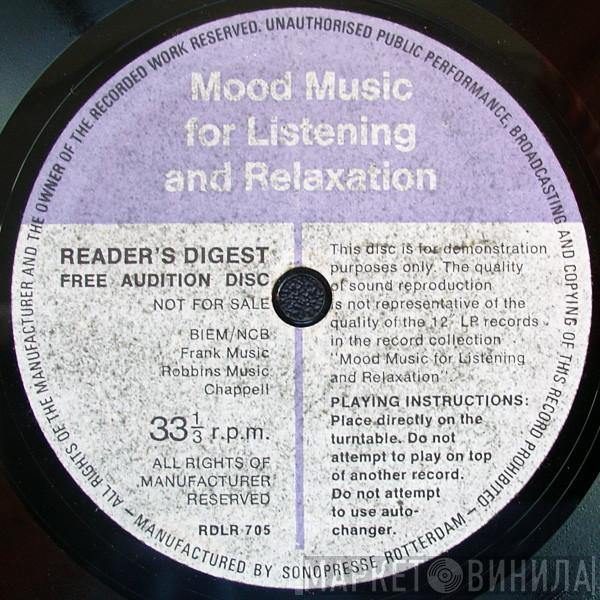 ALL RIGHTS OF THE MANUFACTURER AND THE OWNER OF THE RECORDED WORK RESERVED. UNAUTHORISED PUBLIC PERFORMANCE, BROADCASTING AND COPYING OF THIS RECORD PROHIBITED – MANUFACTURED BY SONOPRESSE ROTTERDAM –
Mood Music
for Listening
and Relaxation
READER'S DIGEST
FREE AUDITION DISC
NOT FOR SALE
BIEM/NCB
Frank Music
Robbins Music
Chappell
33 1/3 r.p.m.
ALL RIGHTS OF
MANUFACTURER
RESERVED
RDLR 705
This disc is for demonstration
purposes only. The quality
of sound reproduction
is not representative of the
quality of the 12" LP records
in the record collection
"Mood Music for Listening
and Relaxation".
PLAYING INSTRUCTIONS:
Place directly on the
turntable. Do not
attempt to play on top
of another record.
Do not attempt
to use auto-
changer.
МАРКЕТ ВИНИЛА